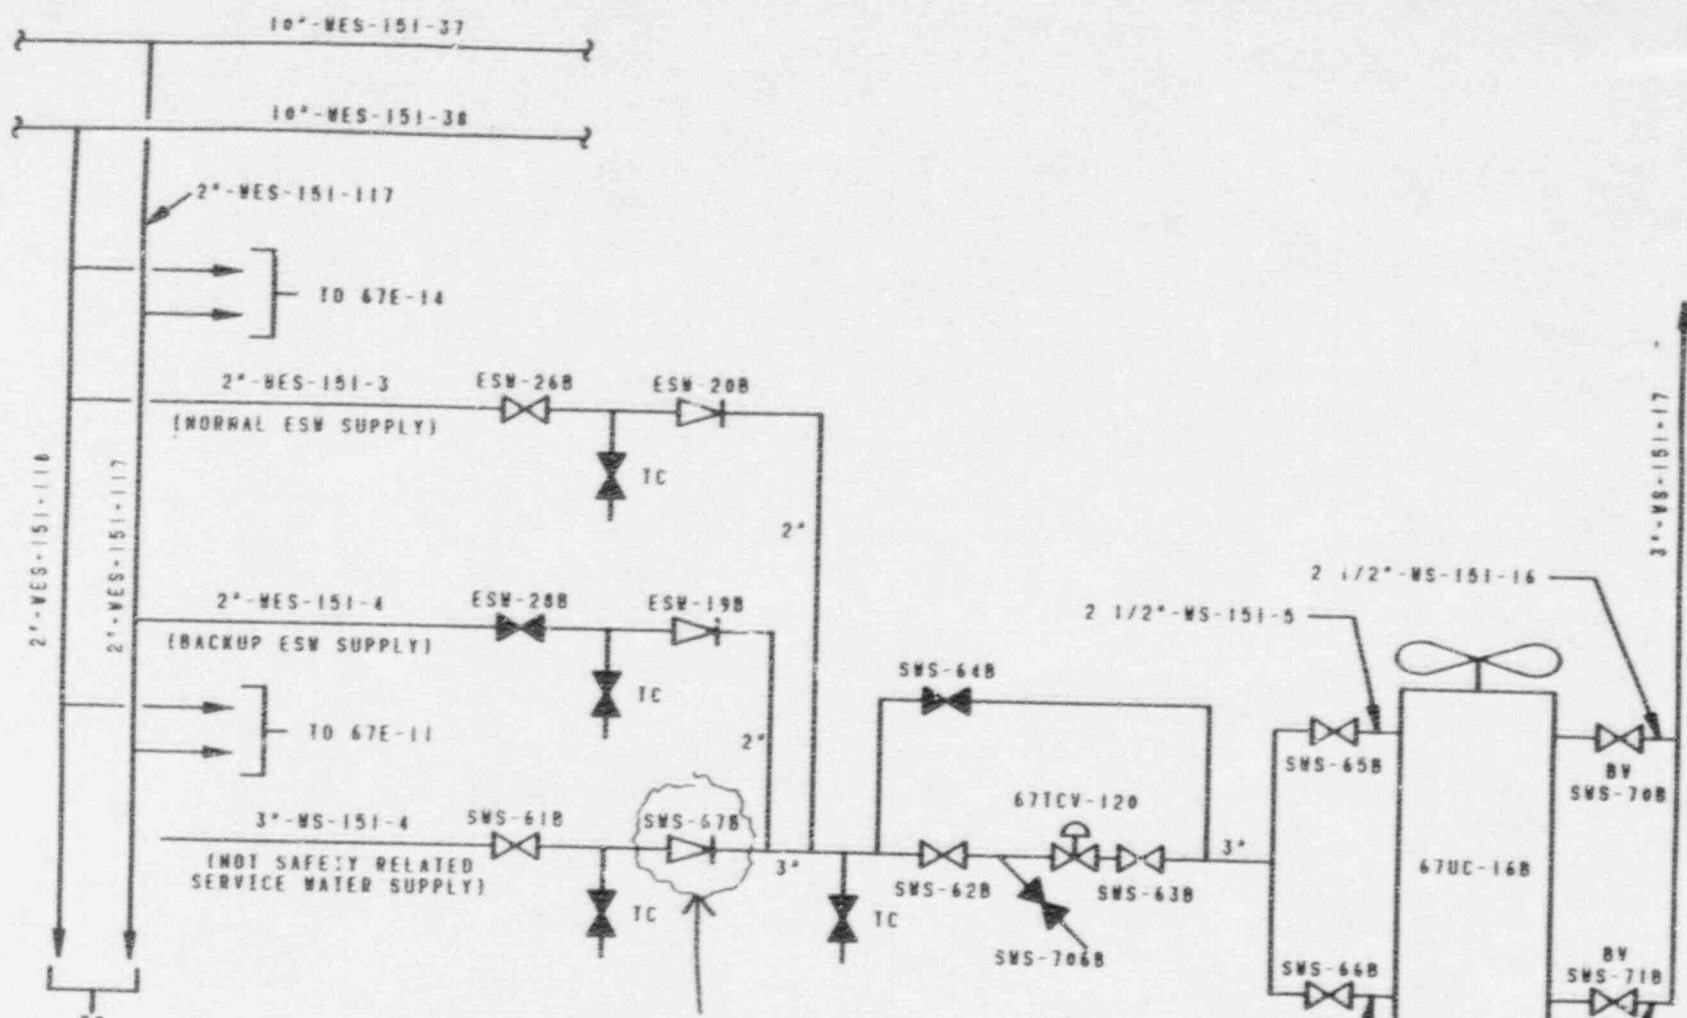 10"-WES-151-37
10"-WES-151-38
2"-WES-151-117
TO 67E-14
2"-WES-151-3
(NORMAL ESW SUPPLY)
ESW-26B
ESW-20B
TC
2"
2"-WES-151-118
2"-WES-151-117
2"-WES-151-4
(BACKUP ESW SUPPLY)
ESW-28B
ESW-19B
TC
2"
TO 67E-11
3"-WS-151-4
(NOT SAFETY RELATED
SERVICE WATER SUPPLY)
SWS-61B
SWS-67B
TC
3"
TC
SWS-64B
SWS-62B
67TCV-120
SWS-63B
SWS-706B
3"
2 1/2"-WS-151-5
2 1/2"-WS-151-16
3"-WS-151-17
SWS-65B
SWS-66B
67UC-16B
BV
SWS-70B
BV
SWS-71B